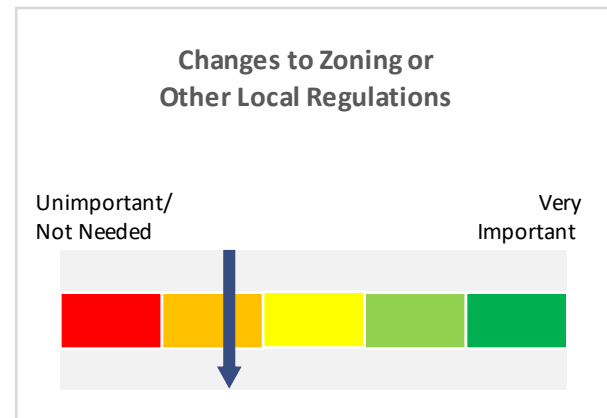 Changes to Zoning or
Other Local Regulations
Unimportant/
Not Needed
Very
Important